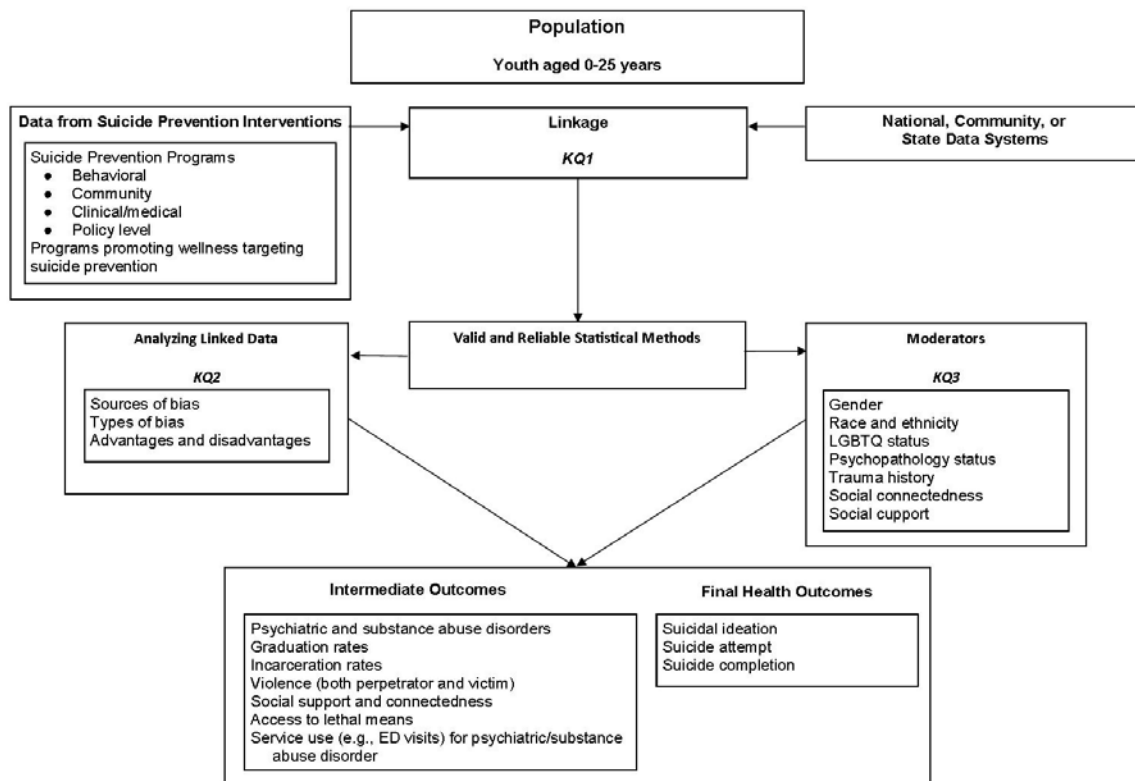 Population
Youth aged 0-25 years
Data from Suicide Prevention Interventions
Suicide Prevention Programs
● Behavioral
● Community
● Clinical/medical
● Policy level
Programs promoting wellness targeting
suicide prevention
Linkage
KQ1
National, Community, or
State Data Systems
Analyzing Linked Data
KQ2
Sources of bias
Types of bias
Advantages and disadvantages
Valid and Reliable Statistical Methods
Moderators
KQ3
Gender
Race and ethnicity
LGBTQ status
Psychopathology status
Trauma history
Social connectedness
Social cupport
Intermediate Outcomes
Psychiatric and substance abuse disorders
Graduation rates
Incarceration rates
Violence (both perpetrator and victim)
Social support and connectedness
Access to lethal means
Service use (e.g., ED visits) for psychiatric/substance
abuse disorder
Final Health Outcomes
Suicidal ideation
Suicide attempt
Suicide completion